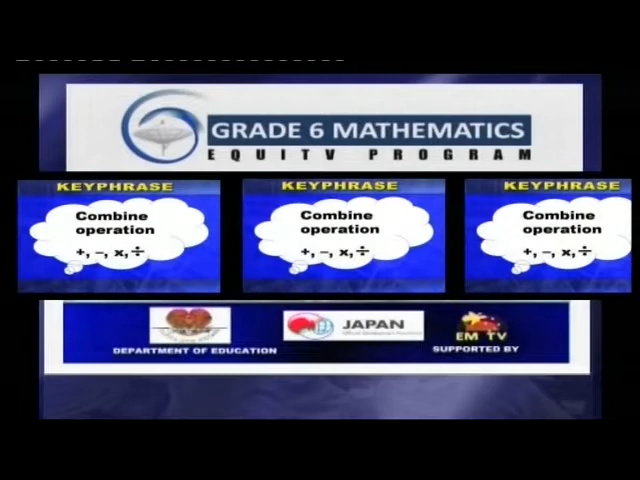 GRADE 6 MATHEMATICS
EQUITV PROGRAM
KEYPHRASE
Combine
operation
+, −, x, ÷
KEYPHRASE
Combine
operation
+, −, x, ÷
KEYPHRASE
Combine
operation
+, −, x, ÷
JAPAN
EM TV
DEPARTMENT OF EDUCATION
SUPPORTED BY